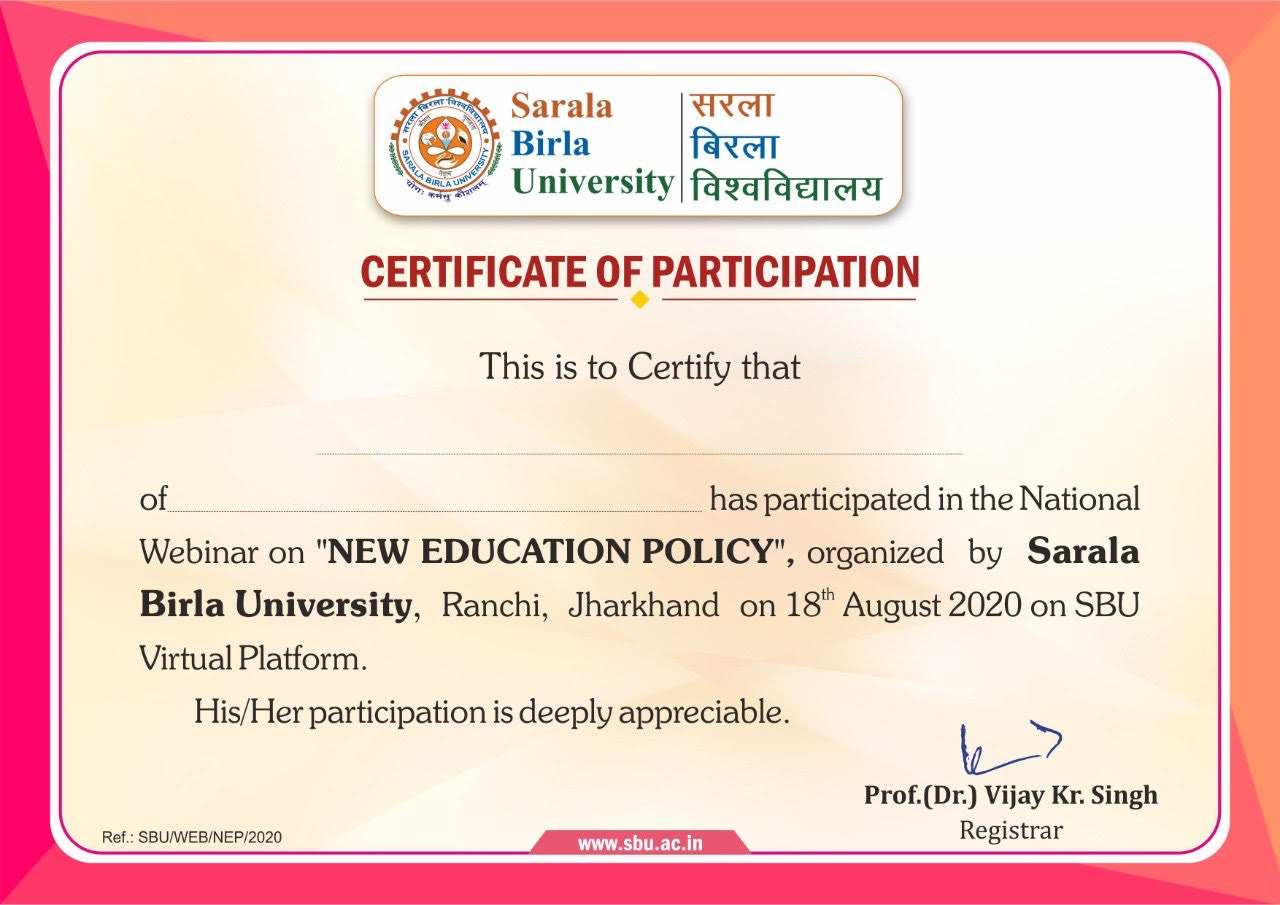 सरला बिरला विश्वविद्यालय
SARALA BIRLA UNIVERSITY
योगः कर्मसु कौशलम्
Sarala
Birla
University
सरला
बिरला
विश्वविद्यालय
CERTIFICATE OF PARTICIPATION
This is to Certify that
of has participated in the National
Webinar on "NEW EDUCATION POLICY", organized by Sarala
Birla University, Ranchi, Jharkhand on 18th August 2020 on SBU
Virtual Platform.
His/Her participation is deeply appreciable.
Prof.(Dr.) Vijay Kr. Singh
Registrar
Ref.: SBU/WEB/NEP/2020
www.sbu.ac.in